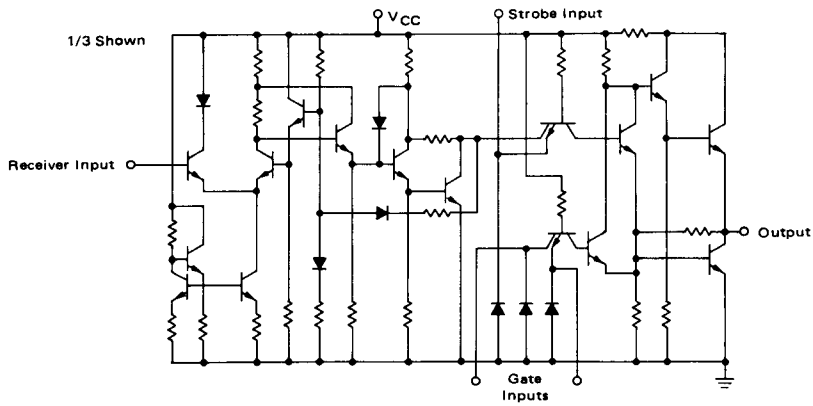 V_CC
Strobe Input
1/3 Shown
Receiver Input
Output
Gate
Inputs